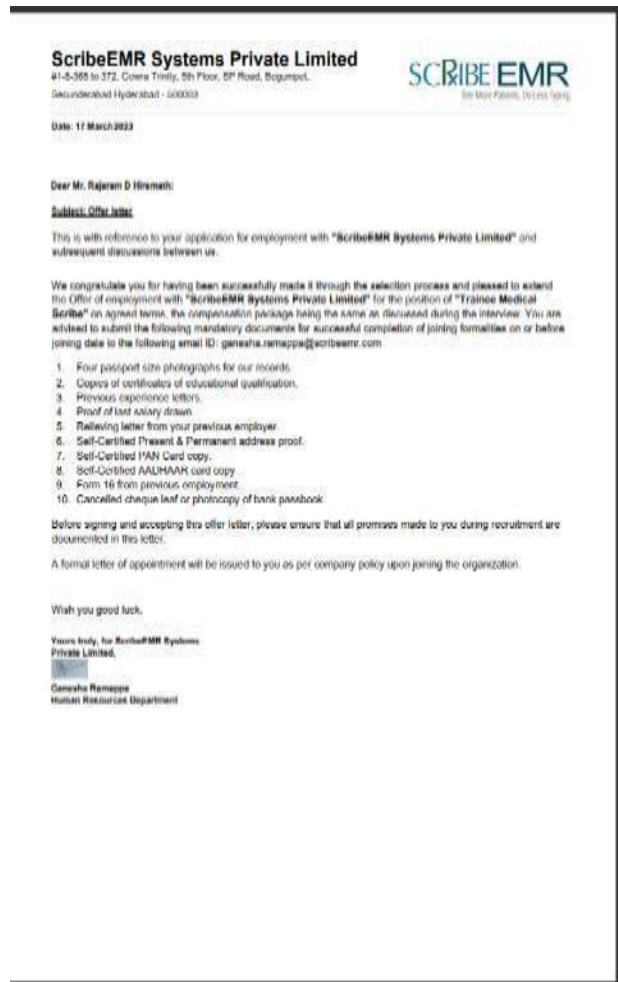 ScribeEMR Systems Private Limited
#1-8-365 to 372, Gowra Trinity, 5th Floor, SP Road, Begumpet,
Secunderabad Hyderabad - 500003
SCRIBE EMR
See More Patients, Do Less Typing
Date: 17 March 2023
Dear Mr. Rajaram D Hiremath:
Subject: Offer letter
This is with reference to your application for employment with "ScribeEMR Systems Private Limited" and
subsequent discussions between us.
We congratulate you for having been successfully made it through the selection process and pleased to extend
the Offer of employment with "ScribeEMR Systems Private Limited" for the position of "Trainee Medical
Scribe" on agreed terms, the compensation package being the same as discussed during the interview. You are
advised to submit the following mandatory documents for successful completion of joining formalities on or before
joining date to the following email ID: ganesha.ramappa@scribeemr.com
1. Four passport size photographs for our records.
2. Copies of certificates of educational qualification.
3. Previous experience letters.
4. Proof of last salary drawn
5. Relieving letter from your previous employer
6. Self-Certified Present & Permanent address proof.
7. Self-Certified PAN Card copy.
8. Self-Certified AADHAAR card copy
9. Form 16 from previous employment
10. Cancelled cheque leaf or photocopy of bank passbook
Before signing and accepting this offer letter, please ensure that all promises made to you during recruitment are
documented in this letter.
A formal letter of appointment will be issued to you as per company policy upon joining the organization.
Wish you good luck.
Yours truly, for ScribeEMR Systems
Private Limited,
Ganesha Ramappa
Human Resources Department